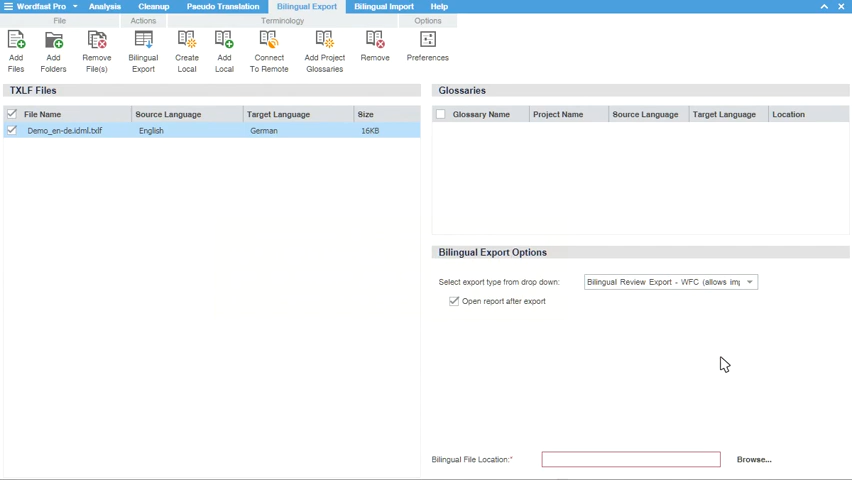 Wordfast Pro Analysis Cleanup Pseudo Translation Bilingual Export Bilingual Import Help
File Actions Terminology Options
Add Files
Add Folders
Remove File(s)
Bilingual Export
Create Local
Add Local
Connect To Remote
Add Project Glossaries
Remove
Preferences
TXLF Files
File Name Source Language Target Language Size
Demo_en-de.idml.txlf English German 16KB
Glossaries
Glossary Name Project Name Source Language Target Language Location
Bilingual Export Options
Select export type from drop down: Bilingual Review Export - WFC (allows imp
Open report after export
Bilingual File Location:* Browse...